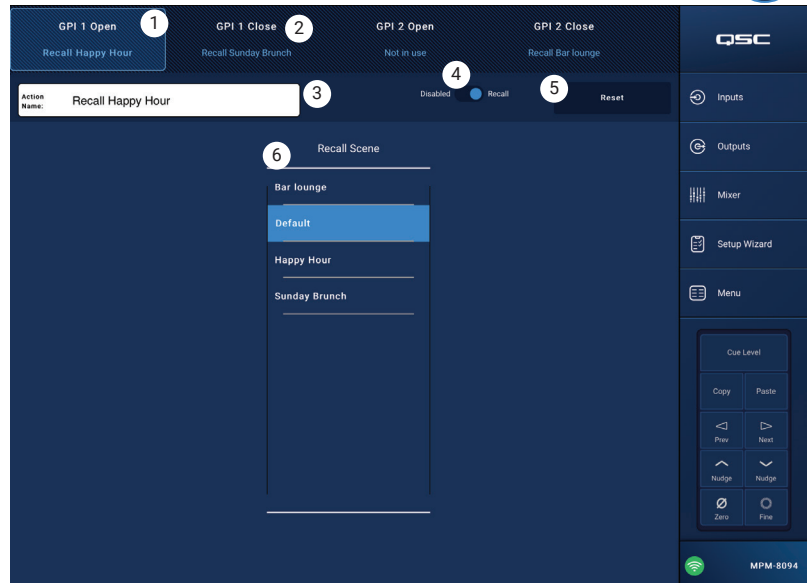 GPI 1 Open 1
Recall Happy Hour
GPI 1 Close 2
Recall Sunday Brunch
GPI 2 Open
Not in use
GPI 2 Close
Recall Bar lounge
QSC
Action Name: Recall Happy Hour 3
4
Disabled Recall
5 Reset
6 Recall Scene
Bar lounge
Default
Happy Hour
Sunday Brunch
Inputs
Outputs
Mixer
Setup Wizard
Menu
Cue Level
Copy Paste
Prev Next
Nudge Nudge
Zero Fine
MPM-8094